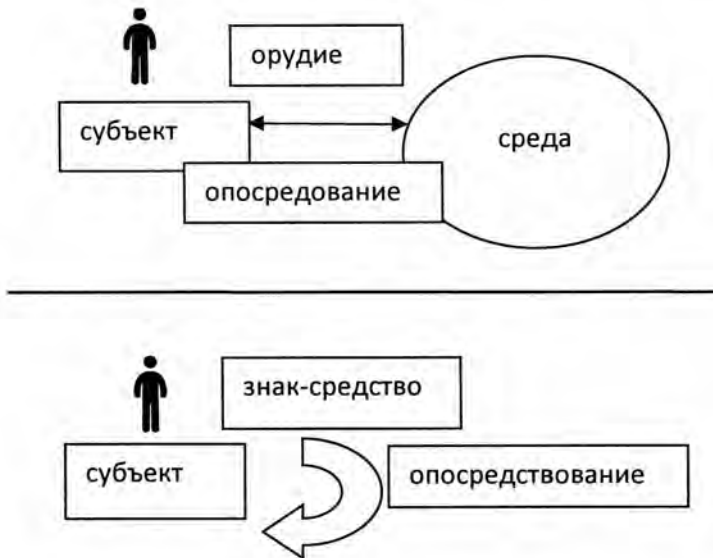 орудие
субъект
среда
опосредование
знак-средство
субъект
опосредствование